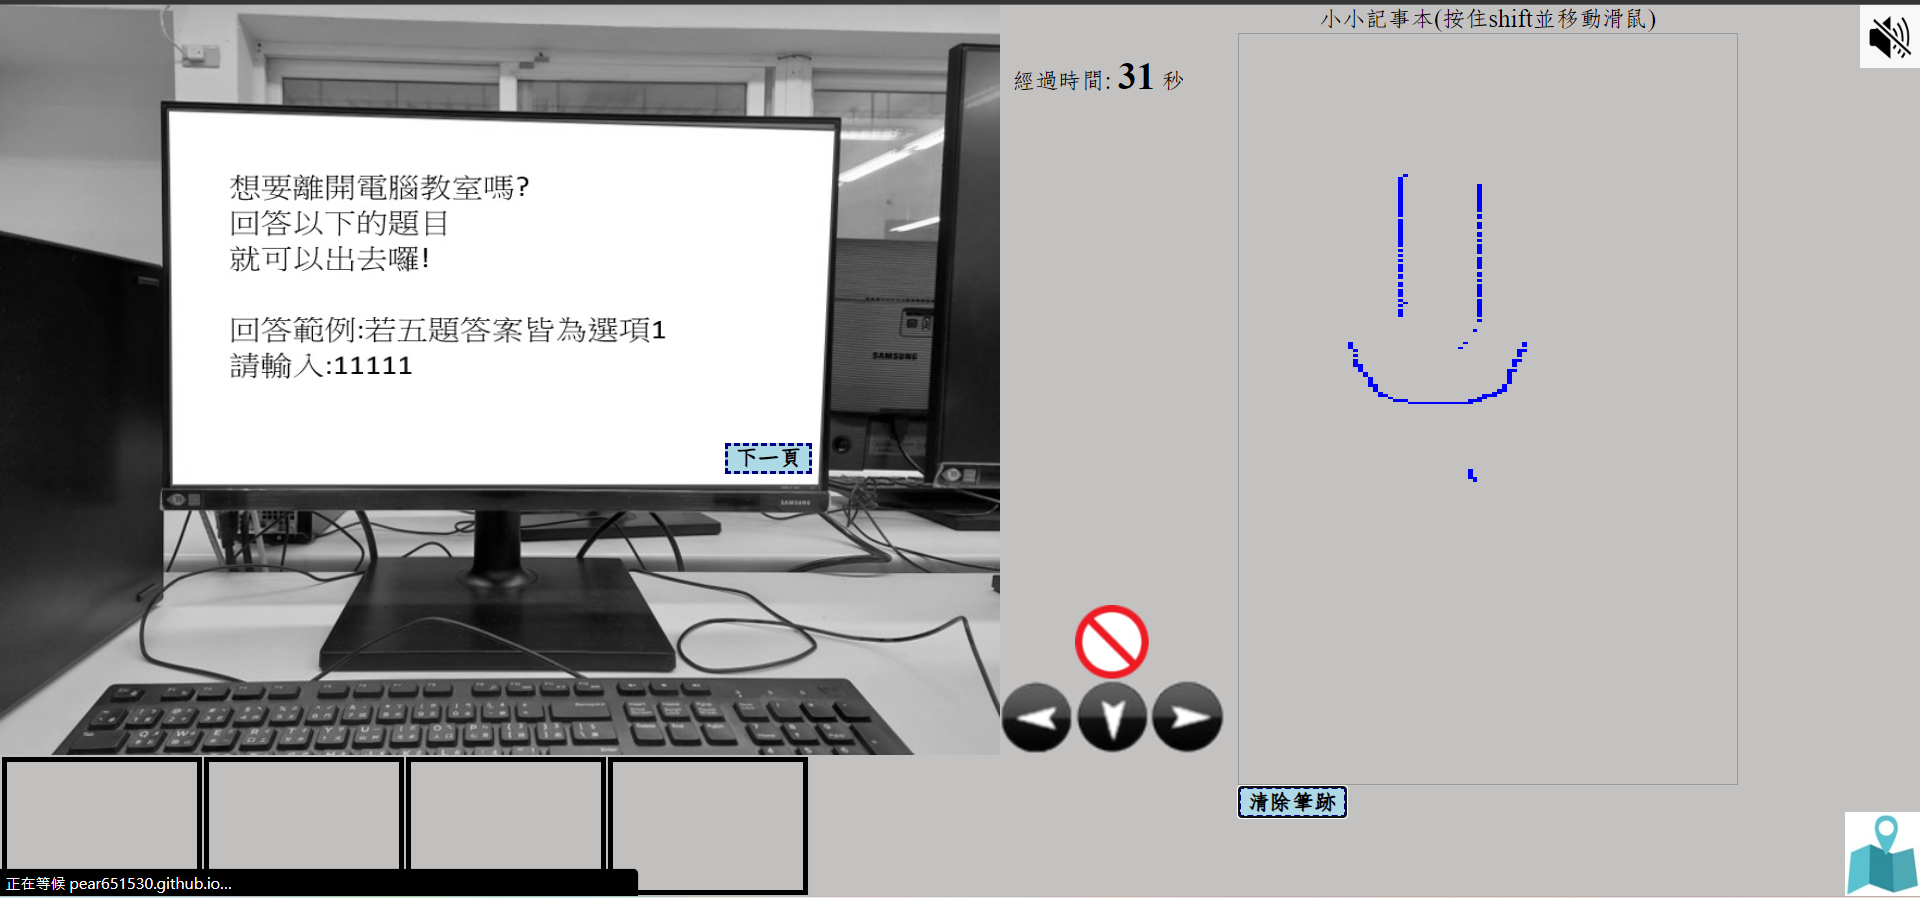 小小記事本(按住shift並移動滑鼠)
經過時間: 31 秒
想要離開電腦教室嗎?
回答以下的題目
就可以出去囉!
回答範例:若五題答案皆為選項1
請輸入:11111
下一頁
SAMSUNG
SAMSUNG
清除筆跡
正在等候 pear651530.github.io...